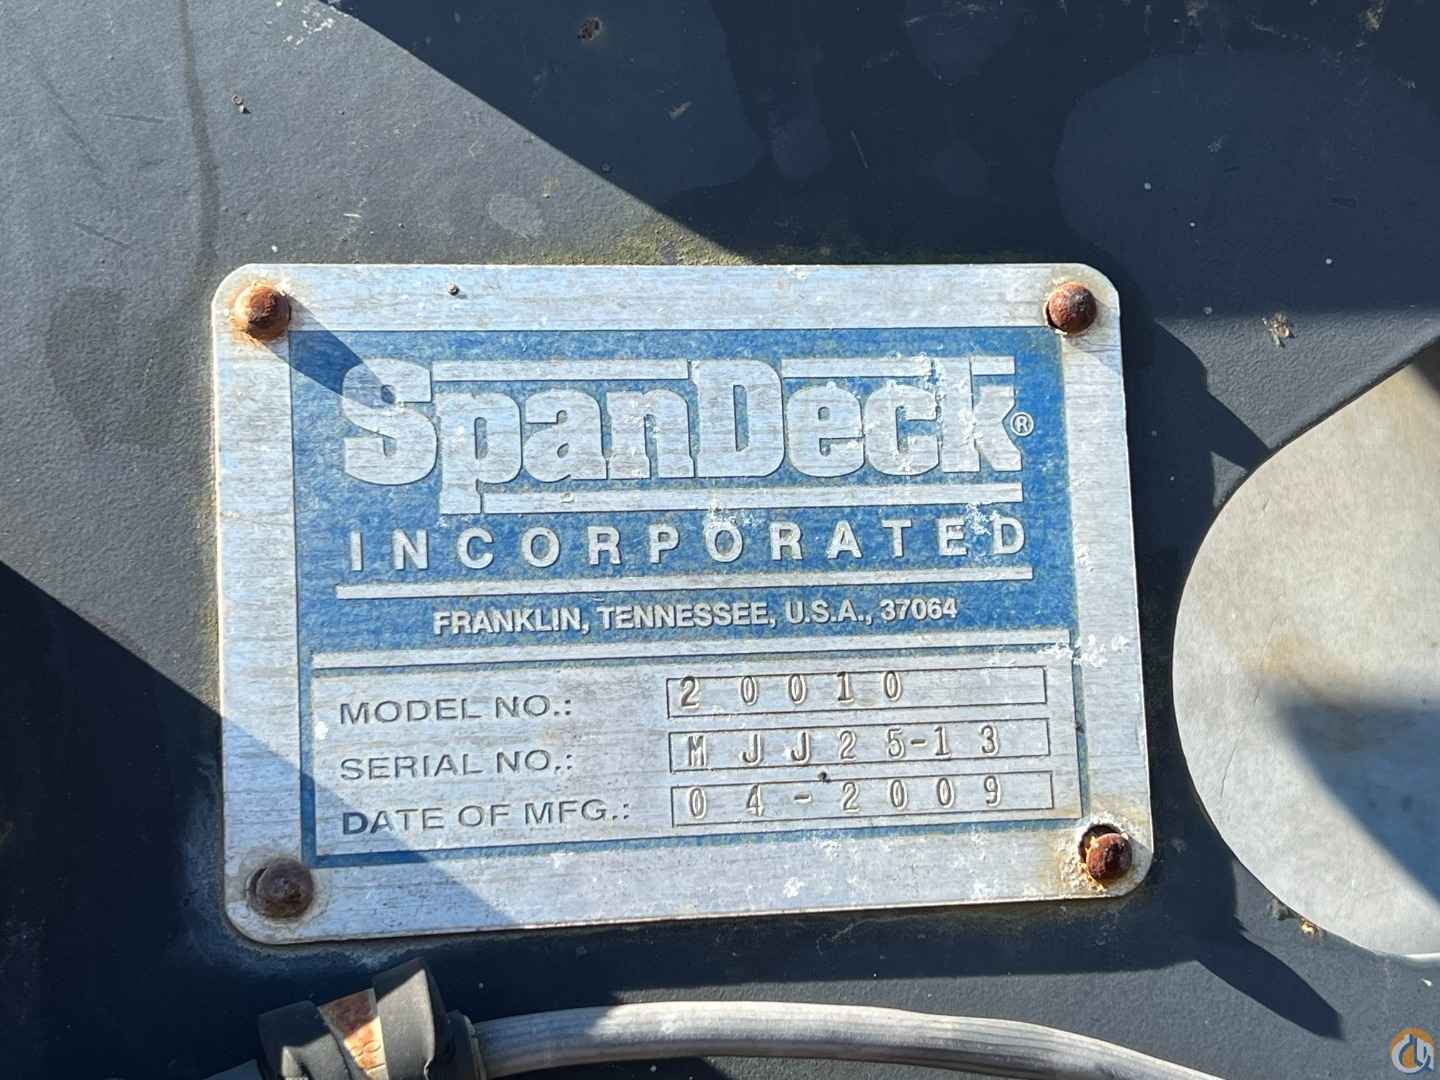 SpanDeck®
INCORPORATED
FRANKLIN, TENNESSEE, U.S.A., 37064
MODEL NO.: 20010
SERIAL NO.: MJJ25-13
DATE OF MFG.: 04-2009